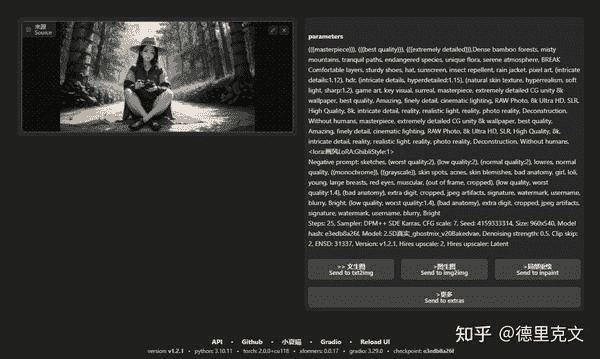 来源
Source
parameters
(((masterpiece))), (((best quality))), (((extremely detailed))),Dense bamboo forests, misty
mountains, tranquil paths, endangered species, unique flora, serene atmosphere, BREAK
Comfortable layers, sturdy shoes, hat, sunscreen, insect repellent, rain jacket, pixel art, (intricate
details:1.12), hdr, (intricate details, hyperdetailed:1.15), (natural skin texture, hyperrealism, soft
light, sharp:1.2), game art, key visual, surreal, masterpiece, extremely detailed CG unity 8k
wallpaper, best quality, Amazing, finely detail, cinematic lighting, RAW Photo, 8k Ultra HD, SLR,
High Quality, 8k, intricate detail, reality, realistic light, reality, photo reality, Deconstruction,
Without humans, masterpiece, extremely detailed CG unity 8k wallpaper, best quality,
Amazing, finely detail, cinematic lighting, RAW Photo, 8k Ultra HD, SLR, High Quality, 8k,
intricate detail, reality, realistic light, reality, photo reality, Deconstruction, Without humans,
<lora:画风LoRA:GhibliStyle:1>
Negative prompt: sketches, (worst quality:2), (low quality:2), (normal quality:2), lowres, normal
quality, ((monochrome)), ((grayscale)), skin spots, acnes, skin blemishes, bad anatomy, girl, loli,
young, large breasts, red eyes, muscular, (out of frame, cropped), (low quality, worst
quality:1.4), (bad anatomy), extra digit, cropped, jpeg artifacts, signature, watermark, username,
blurry, Bright, (low quality, worst quality:1.4), (bad anatomy), extra digit, cropped, jpeg artifacts,
signature, watermark, username, blurry, Bright
Steps: 25, Sampler: DPM++ SDE Karras, CFG scale: 7, Seed: 4159333314, Size: 960x540, Model
hash: e3edb8a26f, Model: 2.5D真实_ghostmix_v20Bakedvae, Denoising strength: 0.5, Clip skip:
2, ENSD: 31337, Version: v1.2.1, Hires upscale: 2, Hires upscaler: Latent
>> 文生图
Send to txt2img
>图生图
Send to img2img
>局部重绘
Send to inpaint
>更多
Send to extras
API • Github • 小夏喵 • Gradio • Reload UI
version: v1.2.1 • python: 3.10.11 • torch: 2.0.0+cu118 • xformers: 0.0.17 • gradio: 3.29.0 • checkpoint: e3edb8a26f
知乎 @德里克文